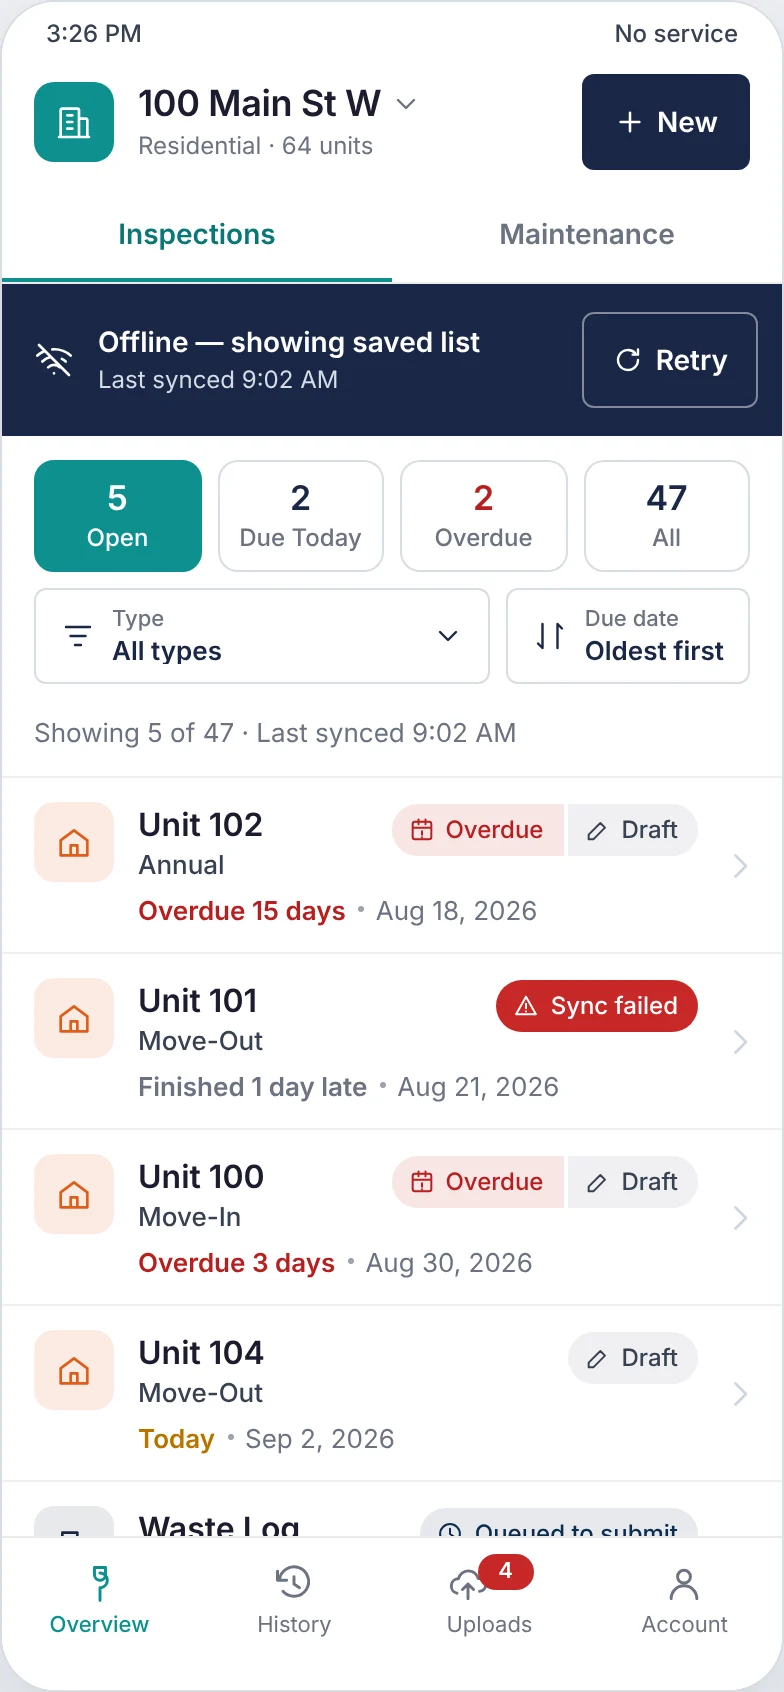 3:26 PM
No service
100 Main St W
Residential · 64 units
New
Inspections
Maintenance
Offline — showing saved list
Last synced 9:02 AM
Retry
5
Open
2
Due Today
2
Overdue
47
All
Type
All types
Due date
Oldest first
Showing 5 of 47 · Last synced 9:02 AM
Unit 102
Overdue
Draft
Annual
Overdue 15 days • Aug 18, 2026
Unit 101
Sync failed
Move-Out
Finished 1 day late • Aug 21, 2026
Unit 100
Overdue
Draft
Move-In
Overdue 3 days • Aug 30, 2026
Unit 104
Draft
Move-Out
Today • Sep 2, 2026
Waste Log
Queued to submit
4
Overview
History
Uploads
Account